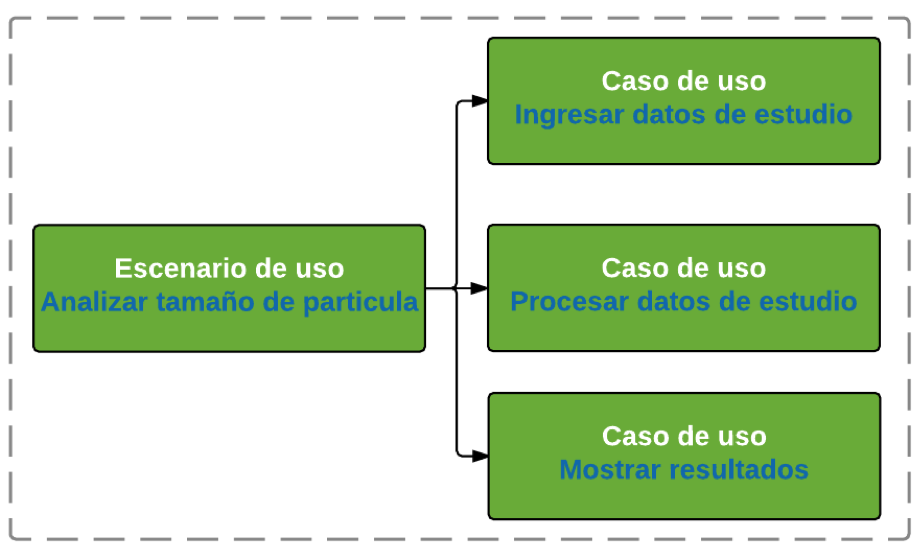 Caso de uso
Ingresar datos de estudio
Escenario de uso
Analizar tamaño de particula
Caso de uso
Procesar datos de estudio
Caso de uso
Mostrar resultados